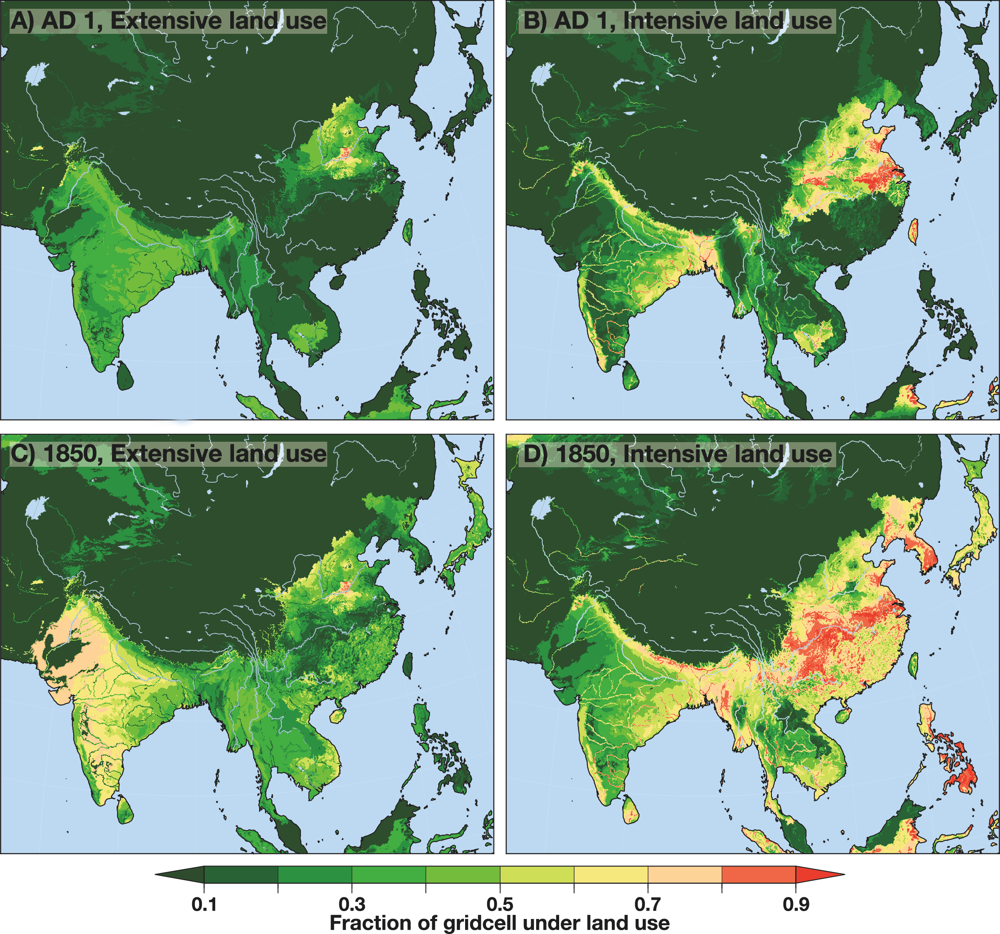 A) AD 1, Extensive land use
B) AD 1, Intensive land use
C) 1850, Extensive land use
D) 1850, Intensive land use
0.1 0.3 0.5 0.7 0.9
Fraction of gridcell under land use